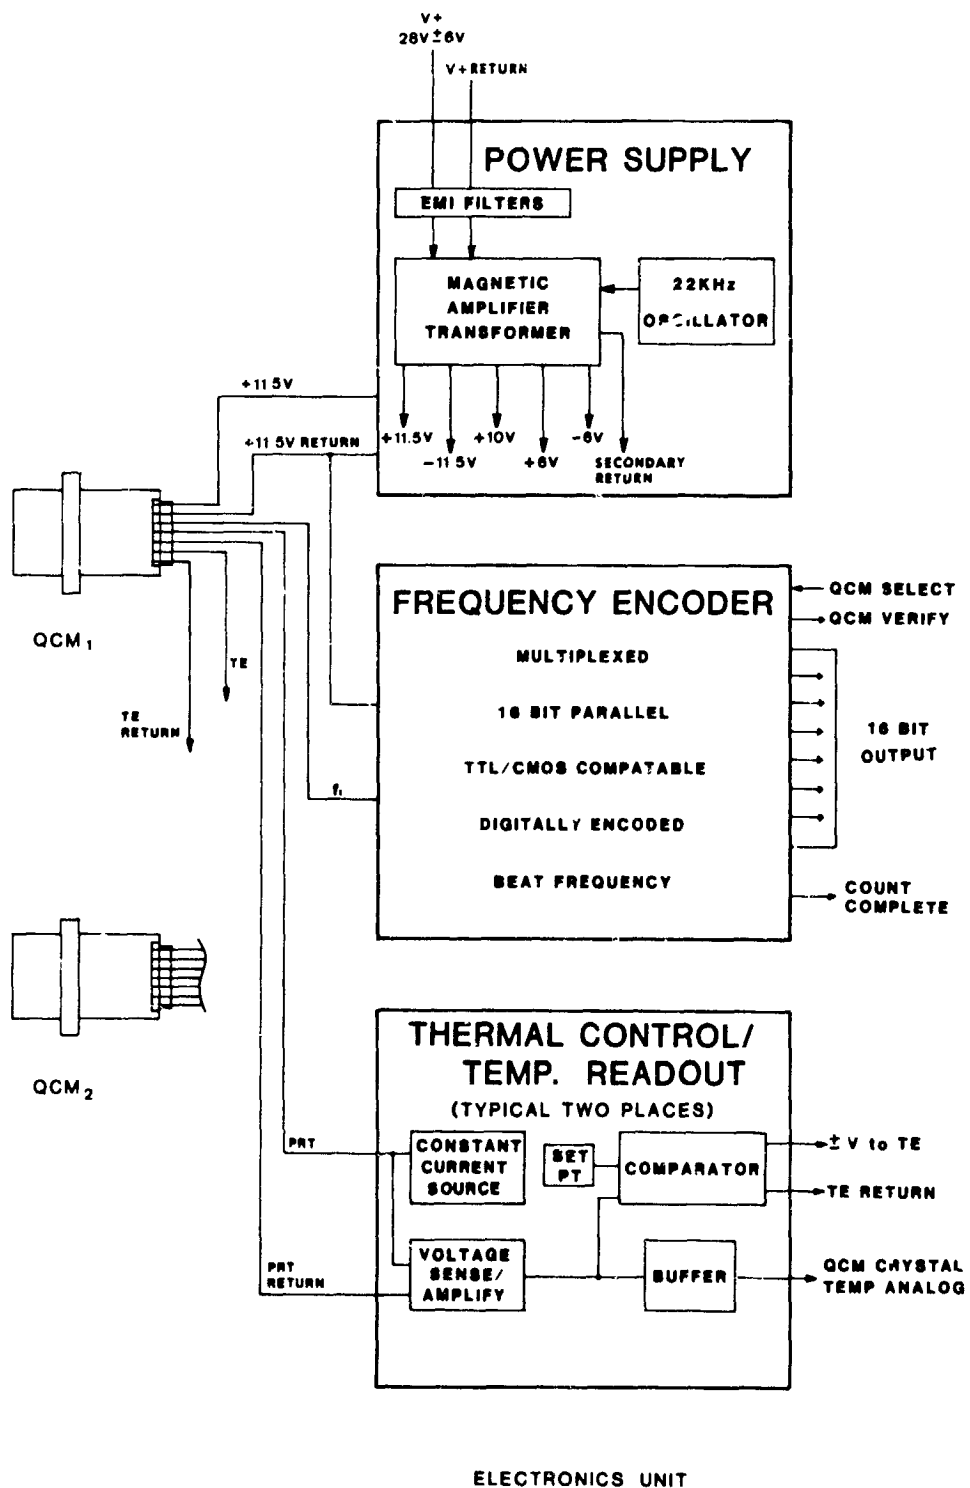 V+
28V±6V
V+ RETURN
POWER SUPPLY
EMI FILTERS
MAGNETIC
AMPLIFIER
TRANSFORMER
22KHz
OSCILLATOR
+11.5V
-11.5V
+10V
+6V
-6V
SECONDARY
RETURN
+11 5V
+11 5V RETURN
QCM1
TE
TE
RETURN
FREQUENCY ENCODER
MULTIPLEXED
16 BIT PARALLEL
TTL/CMOS COMPATABLE
DIGITALLY ENCODED
BEAT FREQUENCY
QCM SELECT
QCM VERIFY
16 BIT
OUTPUT
COUNT
COMPLETE
f1
QCM2
THERMAL CONTROL/
TEMP. READOUT
(TYPICAL TWO PLACES)
PRT
CONSTANT
CURRENT
SOURCE
SET
PT
COMPARATOR
± V to TE
TE RETURN
PRT
RETURN
VOLTAGE
SENSE/
AMPLIFY
BUFFER
QCM CRYSTAL
TEMP ANALOG
ELECTRONICS UNIT